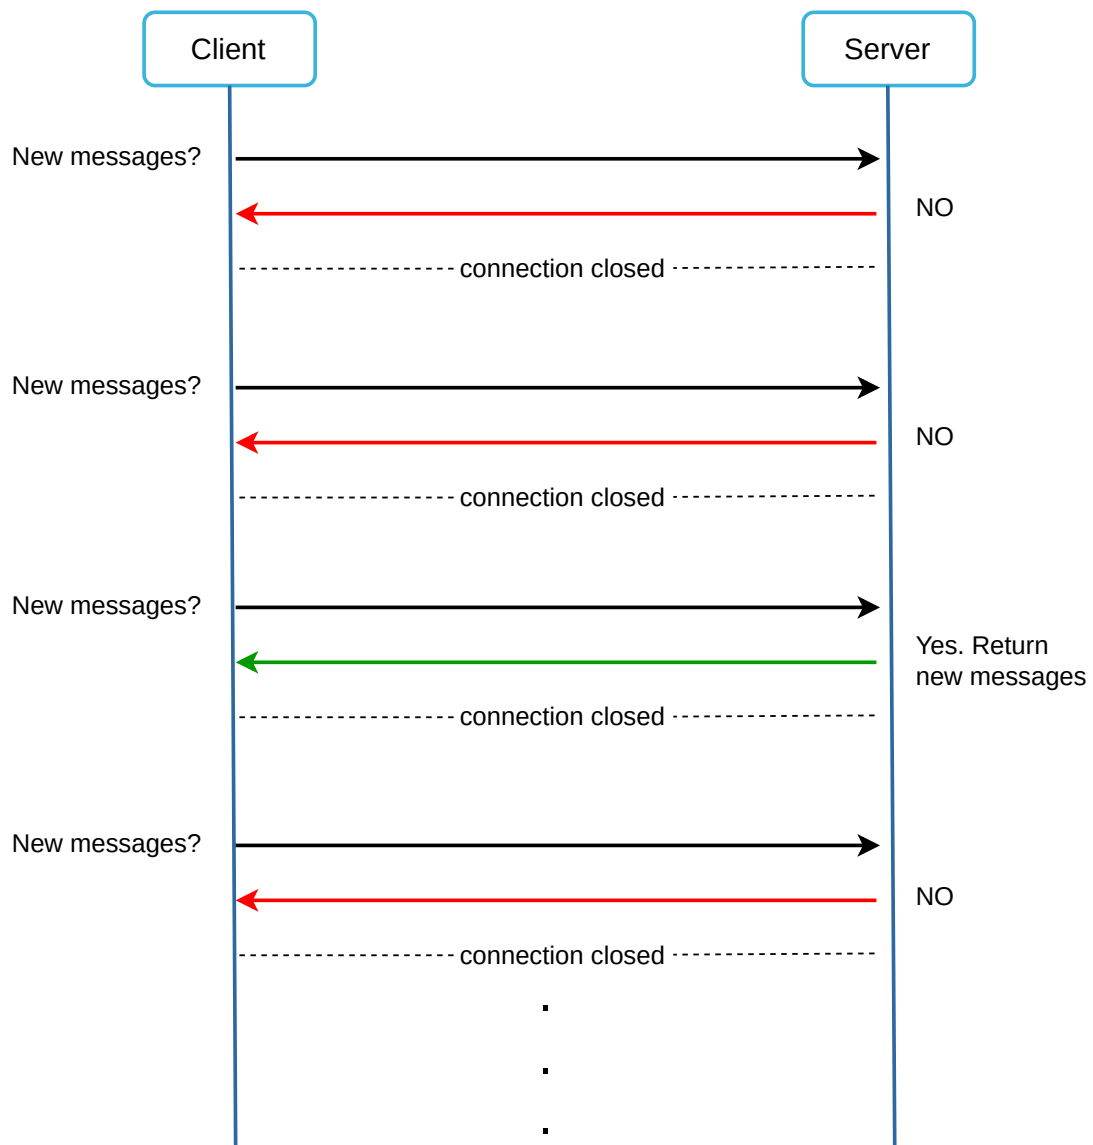 Client
Server
New messages?
NO
connection closed
New messages?
NO
connection closed
New messages?
Yes. Return
new messages
connection closed
New messages?
NO
connection closed